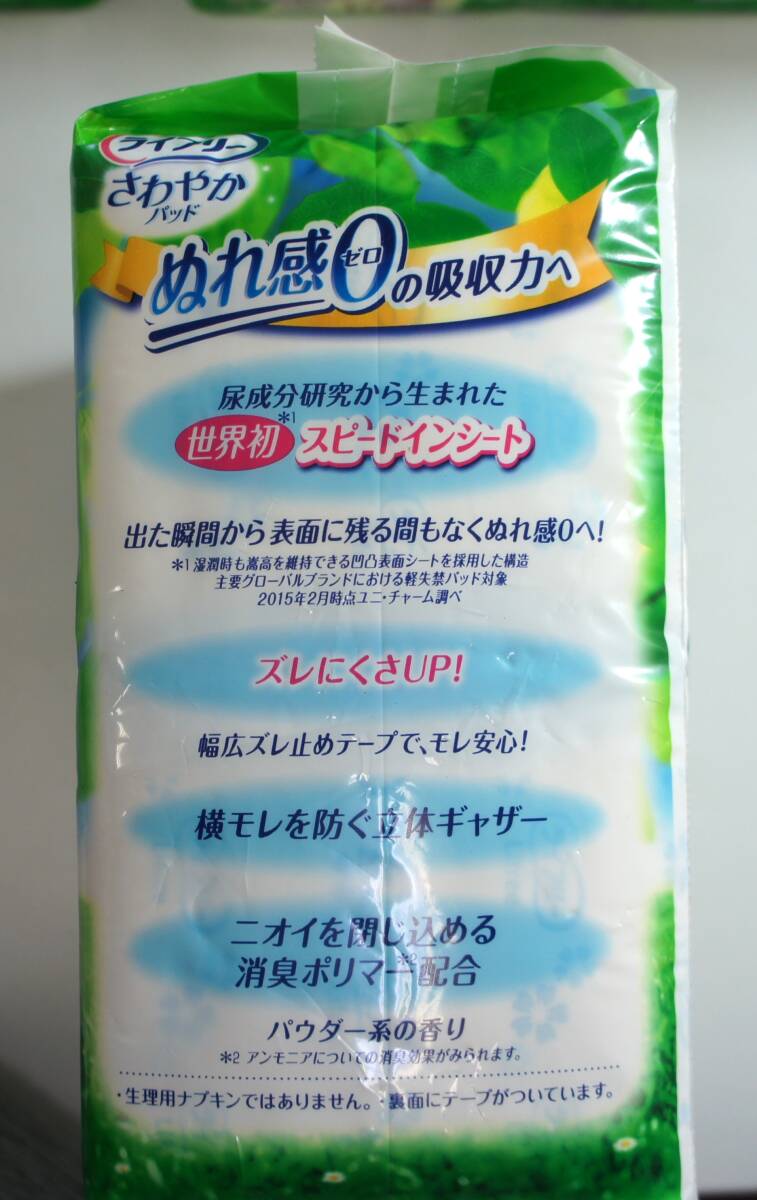 さわやか
パッド
ぬれ感0ゼロの吸収力へ
尿成分研究から生まれた
世界初*1 スピードインシート
出た瞬間から表面に残る間もなくぬれ感0へ!
*1 湿潤時も嵩高を維持できる凹凸表面シートを採用した構造
主要グローバルブランドにおける軽失禁パッド対象
2015年2月時点ユニ・チャーム調べ
ズレにくさUP!
幅広ズレ止めテープで、モレ安心!
横モレを防ぐ立体ギャザー
ニオイを閉じ込める
消臭ポリマー*2配合
パウダー系の香り
*2 アンモニアについての消臭効果がみられます。
・生理用ナプキンではありません。・裏面にテープがついています。